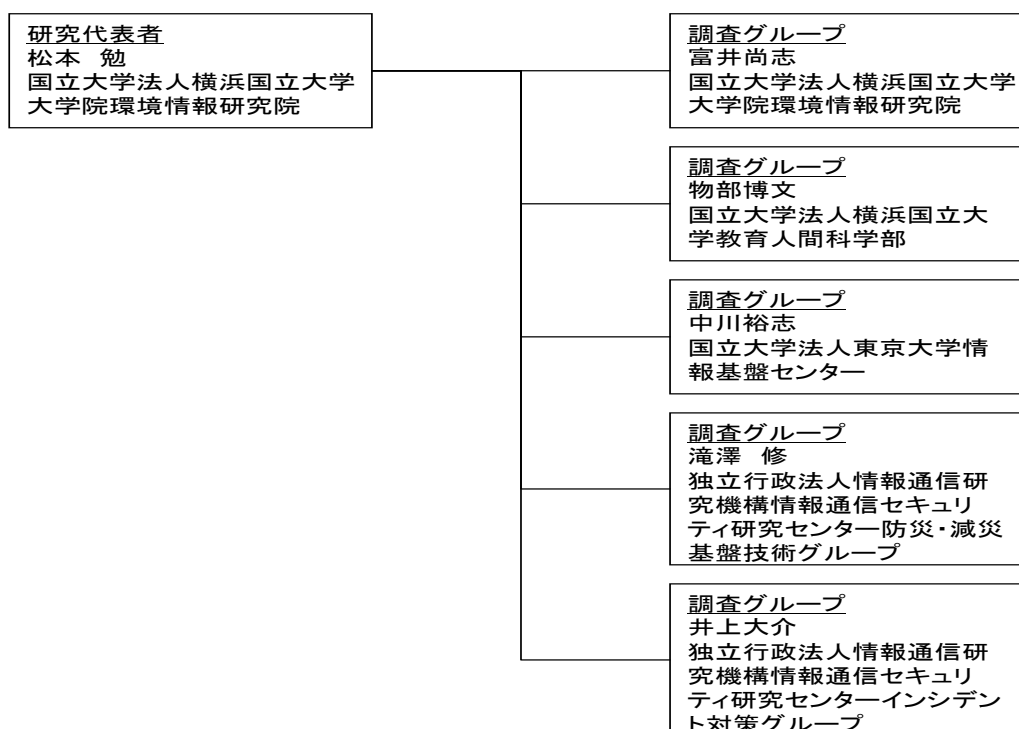 研究代表者
松本　勉
国立大学法人横浜国立大学
大学院環境情報研究院
調査グループ
富井尚志
国立大学法人横浜国立大学
大学院環境情報研究院
調査グループ
物部博文
国立大学法人横浜国立大
学教育人間科学部
調査グループ
中川裕志
国立大学法人東京大学情
報基盤センター
調査グループ
滝澤　修
独立行政法人情報通信研
究機構情報通信セキュリ
ティ研究センター防災・減災
基盤技術グループ
調査グループ
井上大介
独立行政法人情報通信研
究機構情報通信セキュリ
ティ研究センターインシデン
ト対策グループ